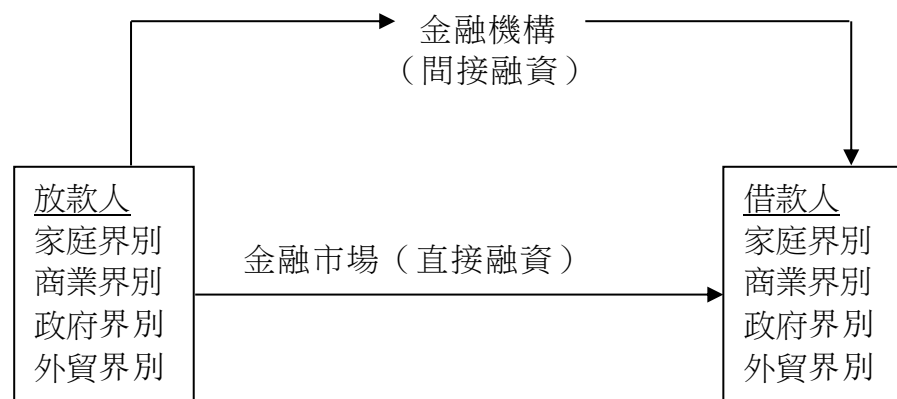 金融機構
（間接融資）
放款人
家庭界別
商業界別
政府界別
外貿界別
金融市場（直接融資）
借款人
家庭界別
商業界別
政府界別
外貿界別